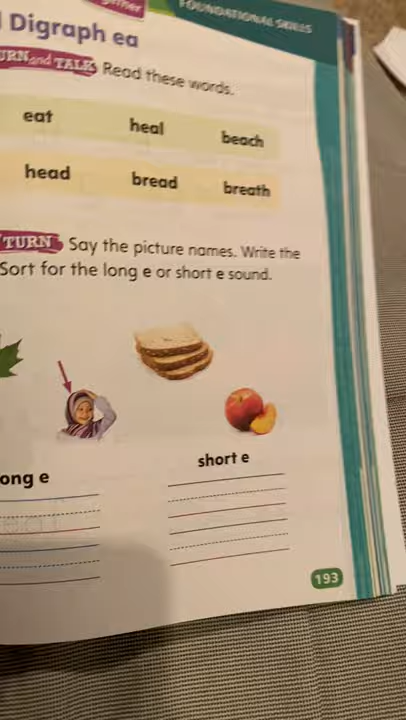 FOUNDATIONAL SKILLS
Digraph ea
TURN and TALK Read these words.
eat heal beach
head bread breath
TURN Say the picture names. Write the
Sort for the long e or short e sound.
ong e short e
193